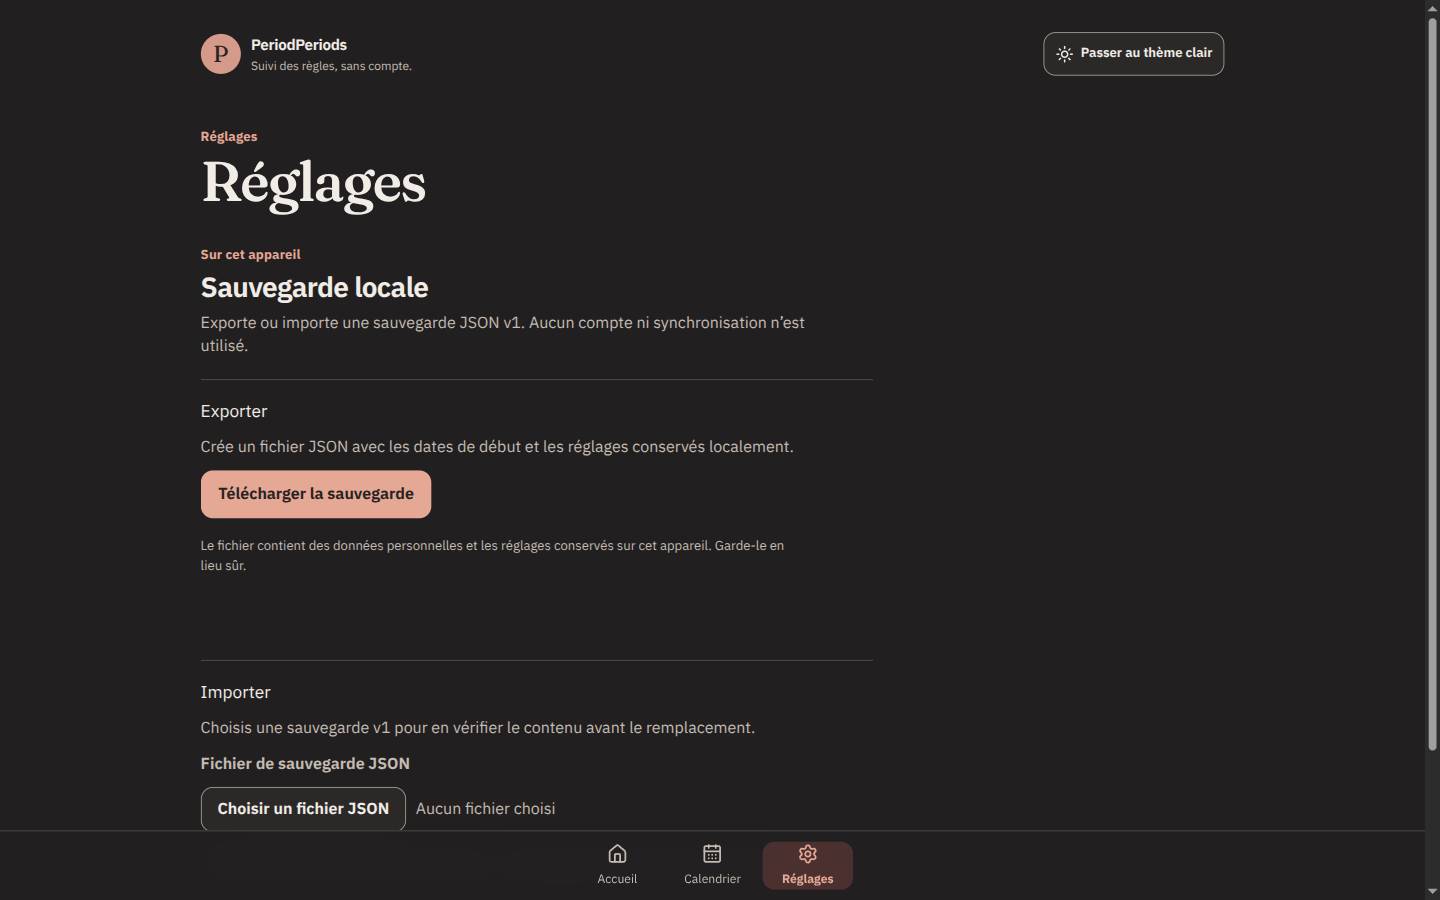 P
PeriodPeriods
Suivi des règles, sans compte.
Passer au thème clair
Réglages
Réglages
Sur cet appareil
Sauvegarde locale
Exporte ou importe une sauvegarde JSON v1. Aucun compte ni synchronisation n’est
utilisé.
Exporter
Crée un fichier JSON avec les dates de début et les réglages conservés localement.
Télécharger la sauvegarde
Le fichier contient des données personnelles et les réglages conservés sur cet appareil. Garde-le en
lieu sûr.
Importer
Choisis une sauvegarde v1 pour en vérifier le contenu avant le remplacement.
Fichier de sauvegarde JSON
Choisir un fichier JSON Aucun fichier choisi
Accueil Calendrier Réglages